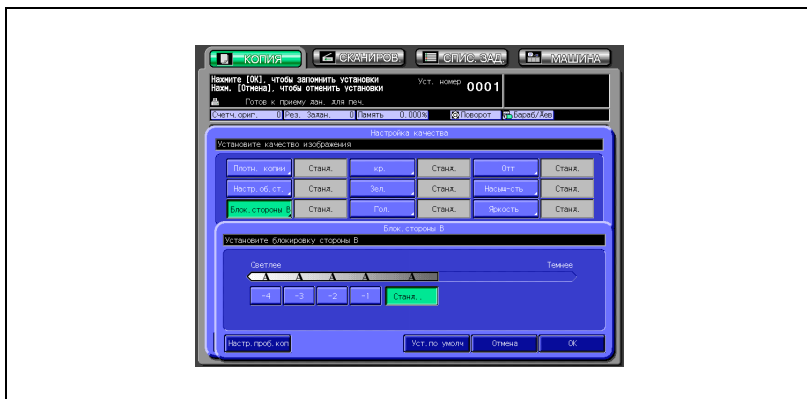 КОПИЯ СКАНИРОВ. СПИС. ЗАД. МАШИНА
Нажмите [OK], чтобы запомнить установки
Нажм. [Отмена], чтобы отменить установки
Уст. номер 0001
Готов к приему дан. для печ.
Счетч.ориг. 0 Рез. Задан. 0 Память 0.000% Поворот Бараб/Дев
Настройка качества
Установите качество изображения
Плотн. копии Станд. кр. Станд. Отт Станд.
Настр.об.ст. Станд. Зел. Станд. Насыщ-сть Станд.
Блок.стороны B Станд. Гол. Станд. Яркость Станд.
Блок.стороны B
Установите блокировку стороны B
Светлее Темнее
A A A A A
-4 -3 -2 -1 Станд.
Настр.проб.коп Уст.по умолч Отмена OK